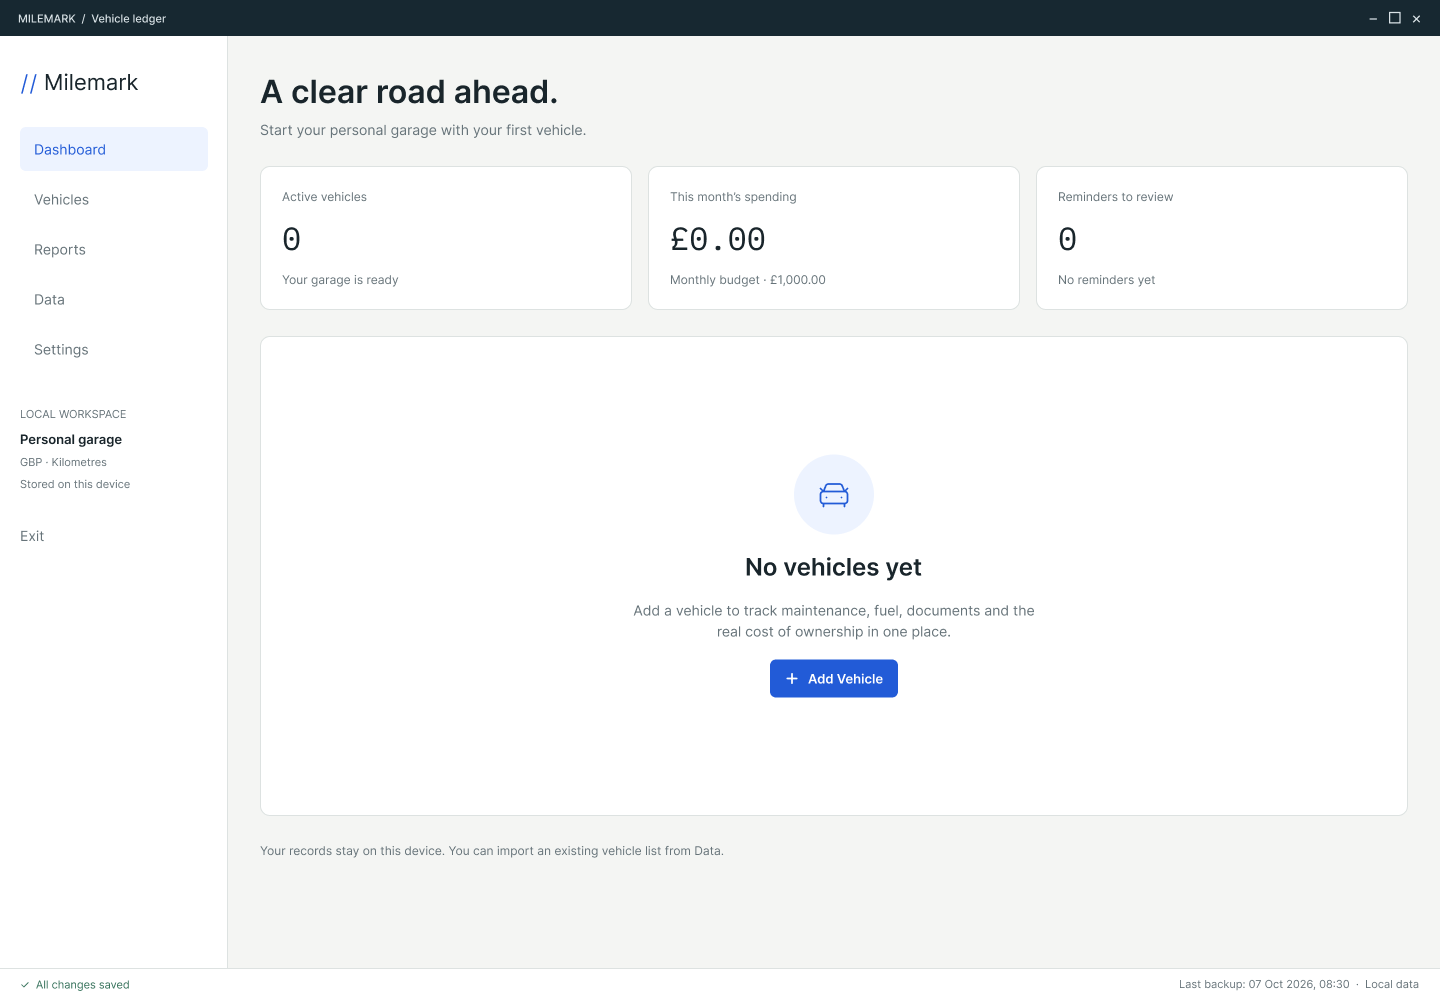 MILEMARK / Vehicle ledger
// Milemark
Dashboard
Vehicles
Reports
Data
Settings
LOCAL WORKSPACE
Personal garage
GBP · Kilometres
Stored on this device
Exit
A clear road ahead.
Start your personal garage with your first vehicle.
Active vehicles
0
Your garage is ready
This month's spending
£0.00
Monthly budget · £1,000.00
Reminders to review
0
No reminders yet
No vehicles yet
Add a vehicle to track maintenance, fuel, documents and the
real cost of ownership in one place.
+ Add Vehicle
Your records stay on this device. You can import an existing vehicle list from Data.
✓ All changes saved
Last backup: 07 Oct 2026, 08:30 · Local data